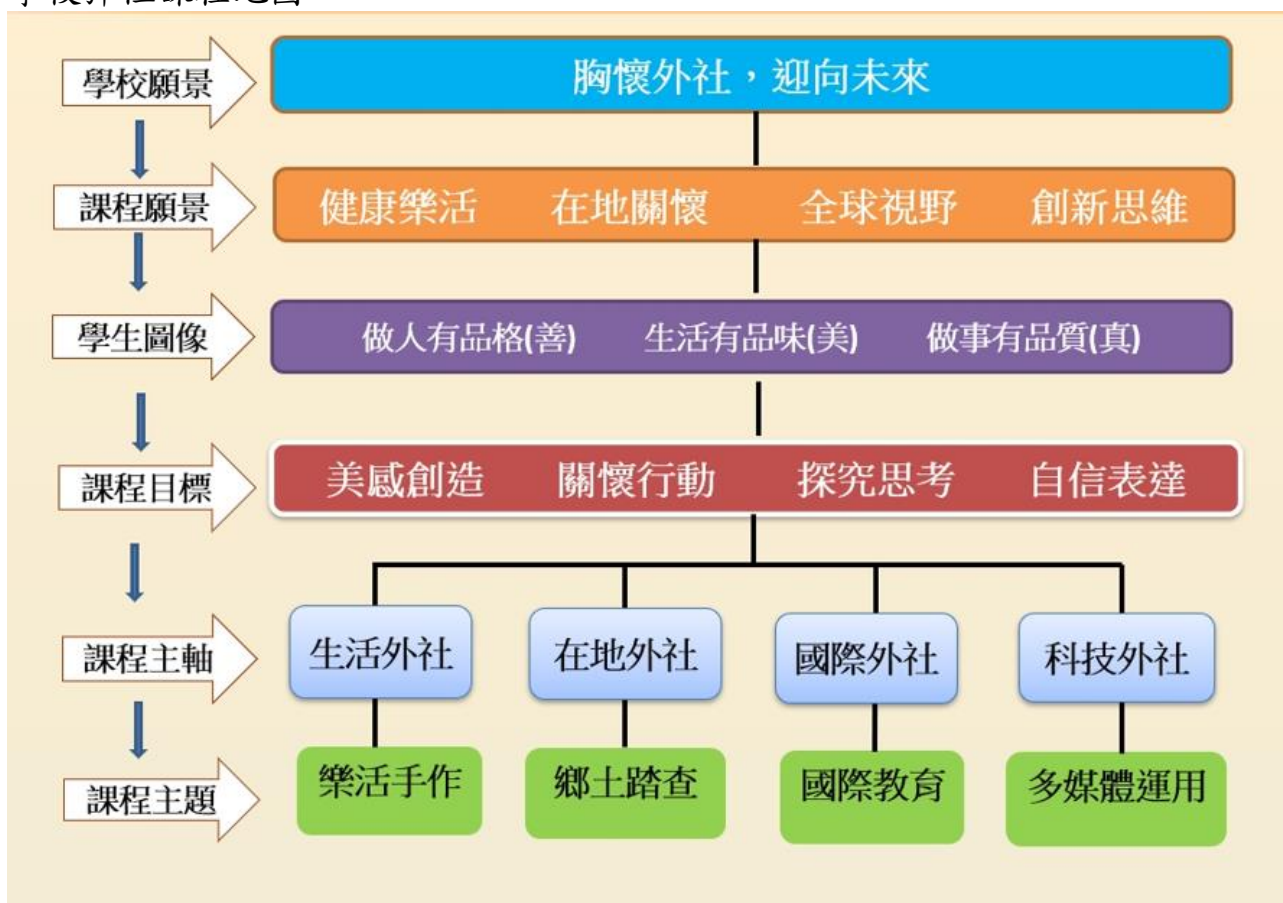 學校願景
胸懷外社，迎向未來
課程願景
健康樂活 在地關懷 全球視野 創新思維
學生圖像
做人有品格(善) 生活有品味(美) 做事有品質(真)
課程目標
美感創造 關懷行動 探究思考 自信表達
課程主軸
生活外社 在地外社 國際外社 科技外社
課程主題
樂活手作 鄉土踏查 國際教育 多媒體運用